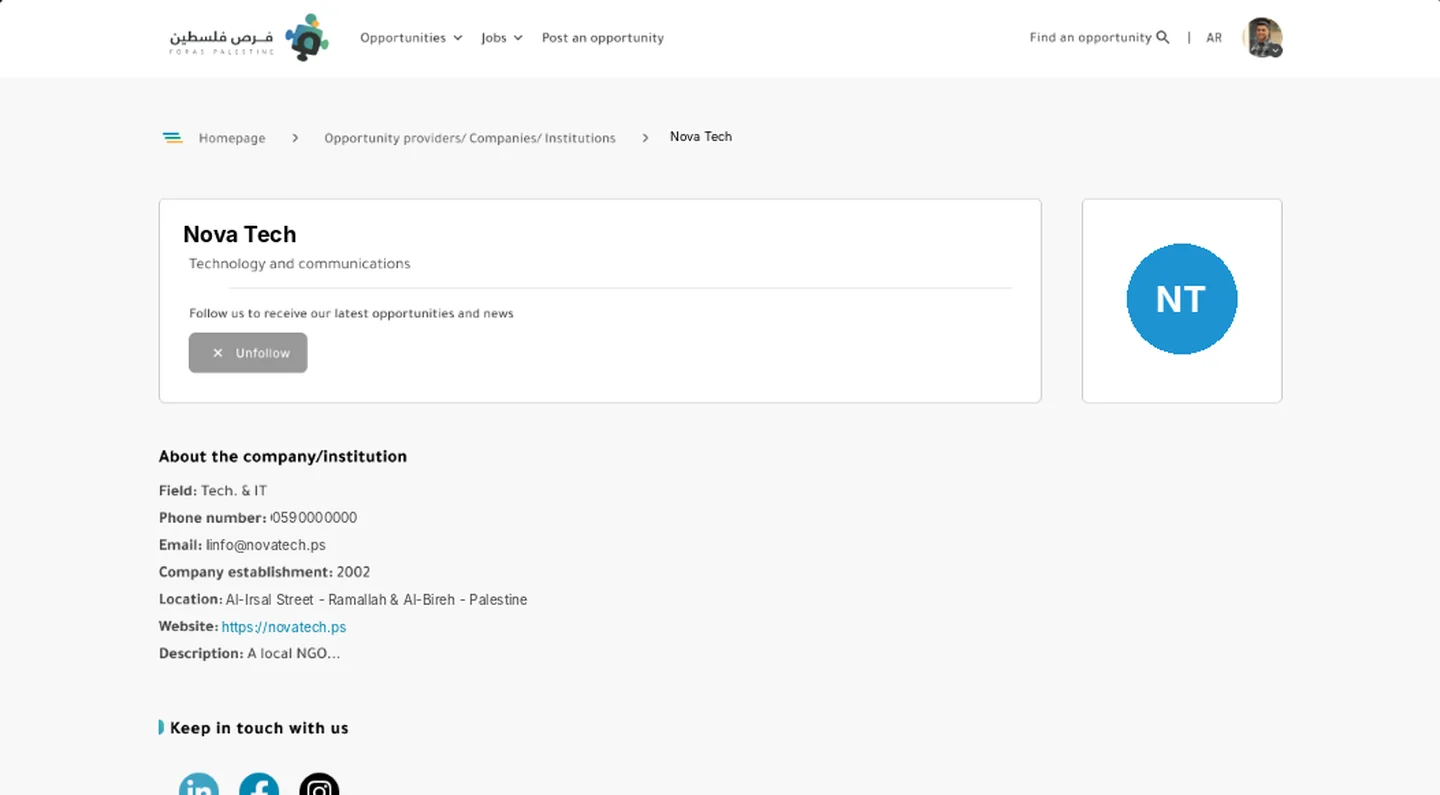 فـرص فلسطين
FORAS PALESTINE
Opportunities
Jobs
Post an opportunity
Find an opportunity
|
AR
Homepage > Opportunity providers/ Companies/ Institutions > Nova Tech
Nova Tech
Technology and communications
Follow us to receive our latest opportunities and news
× Unfollow
NT
About the company/institution
Field: Tech. & IT
Phone number: 0590000000
Email: info@novatech.ps
Company establishment: 2002
Location: Al-Irsal Street - Ramallah & Al-Bireh - Palestine
Website: https://novatech.ps
Description: A local NGO...
Keep in touch with us
in f